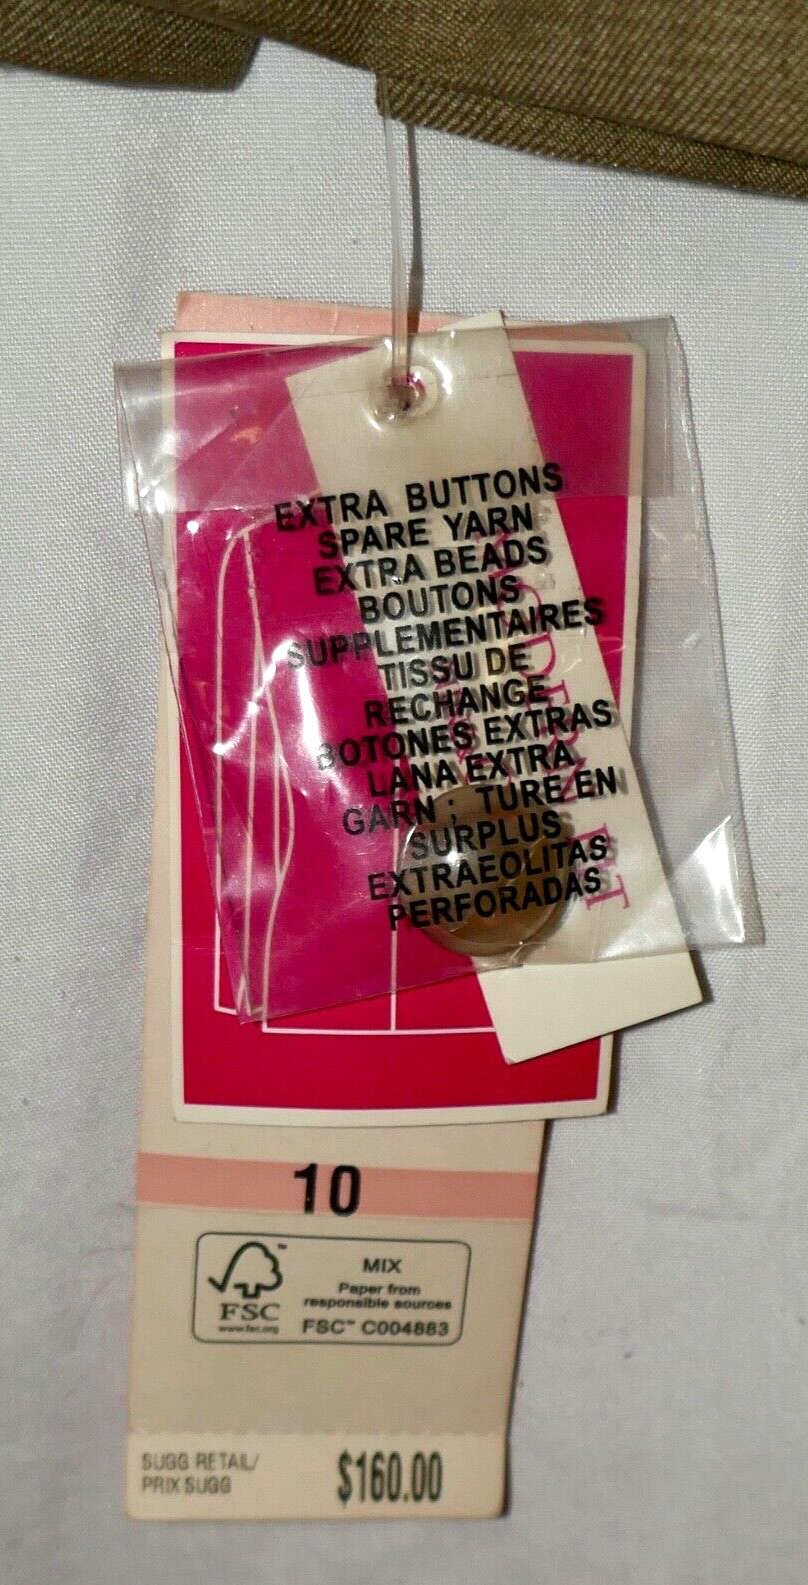 EXTRA BUTTONS
SPARE YARN
EXTRA BEADS
BOUTONS
SUPPLEMENTAIRES
TISSU DE
RECHANGE
BOTONES EXTRAS
LANA EXTRA
GARN ; TURE EN
SURPLUS
EXTRAEOLITAS
PERFORADAS
MODERN FIT
10
FSC
www.fsc.org
MIX
Paper from
responsible sources
FSC™ C004883
SUGG RETAIL/
PRIX SUGG
$160.00